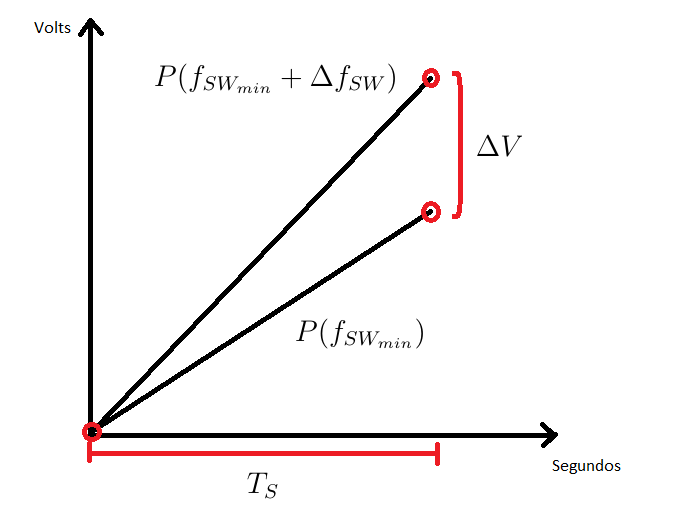 Volts
P(f_{SW_{min}} + Δf_{SW})
ΔV
P(f_{SW_{min}})
Segundos
T_S